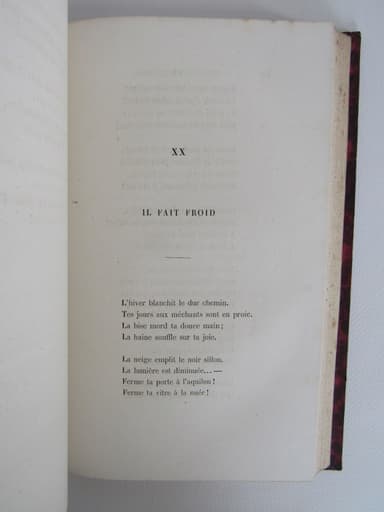 XX
IL FAIT FROID
L'hiver blanchit le dur chemin.
Tes jours aux méchants sont en proie.
La bise mord ta douce main ;
La haine souffle sur ta joie.
La neige emplit le noir sillon.
La lumière est diminuée... —
Ferme ta porte à l'aquilon !
Ferme ta vitre à la nuée !